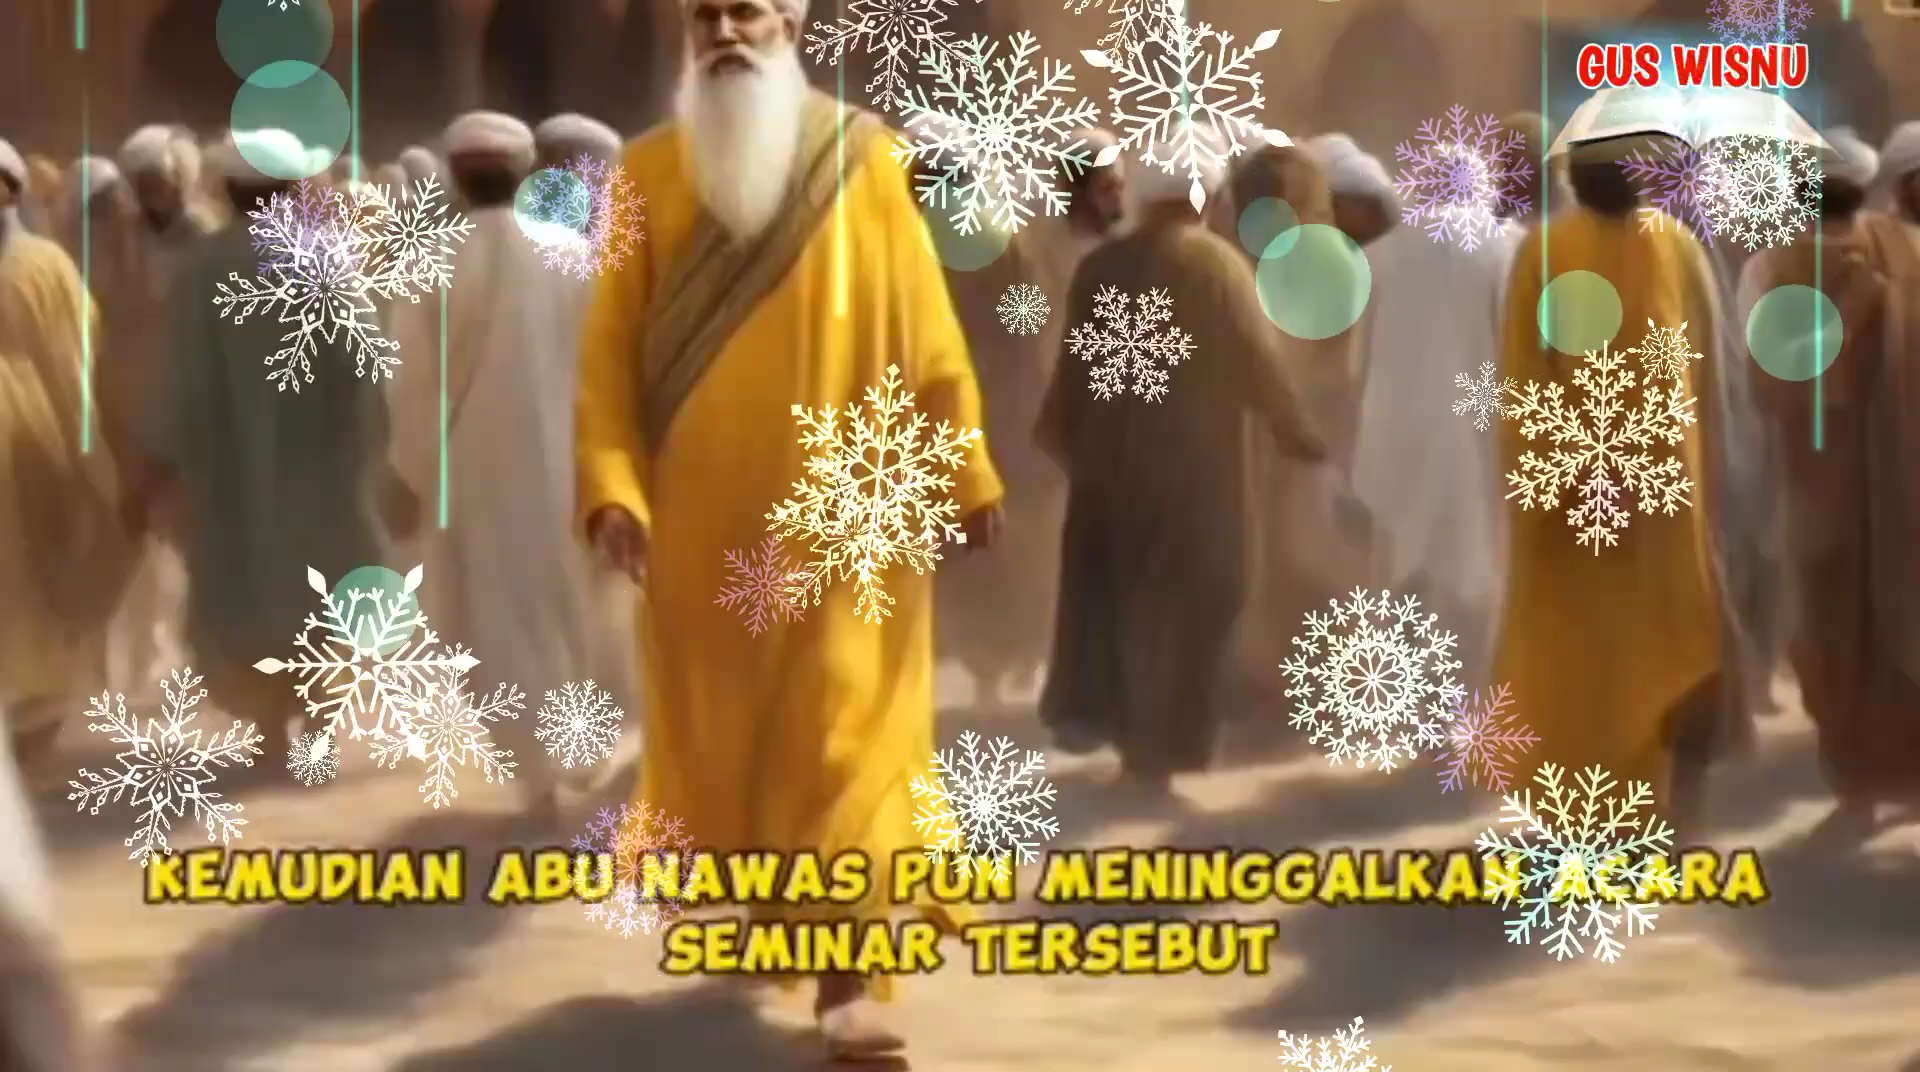 GUS WISNU
KEMUDIAN ABU NAWAS PUN MENINGGALKAN ACARA
SEMINAR TERSEBUT